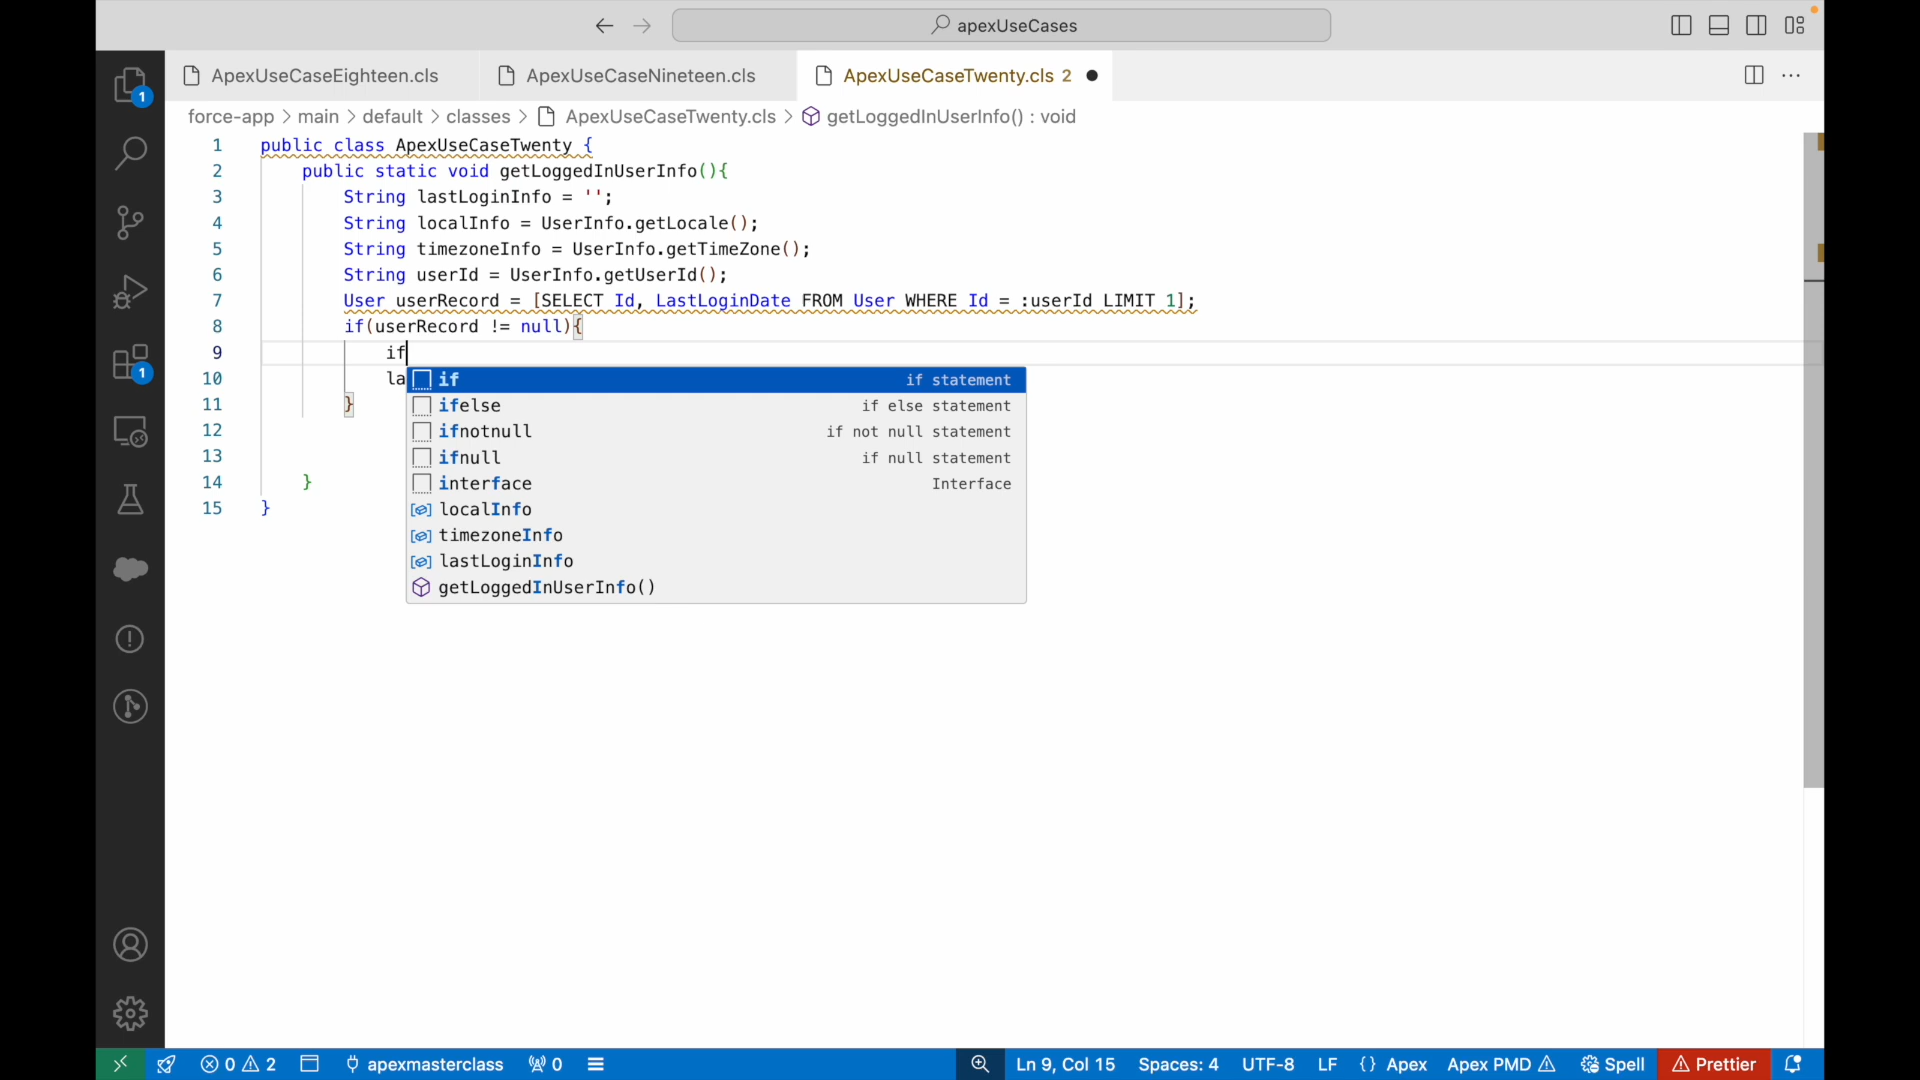 apexUseCases
ApexUseCaseEighteen.cls
ApexUseCaseNineteen.cls
ApexUseCaseTwenty.cls 2
force-app > main > default > classes > ApexUseCaseTwenty.cls > getLoggedInUserInfo() : void
1
1 public class ApexUseCaseTwenty {
2 public static void getLoggedInUserInfo(){
3 String lastLoginInfo = '';
4 String localInfo = UserInfo.getLocale();
5 String timezoneInfo = UserInfo.getTimeZone();
6 String userId = UserInfo.getUserId();
7 User userRecord = [SELECT Id, LastLoginDate FROM User WHERE Id = :userId LIMIT 1];
8 if(userRecord != null){
9 if
10 la
11 }
12
13
14 }
15 }
1
if if statement
ifelse if else statement
ifnotnull if not null statement
ifnull if null statement
interface Interface
localInfo
timezoneInfo
lastLoginInfo
getLoggedInUserInfo()
0 2 apexmasterclass 0 Ln 9, Col 15 Spaces: 4 UTF-8 LF {} Apex Apex PMD Spell Prettier